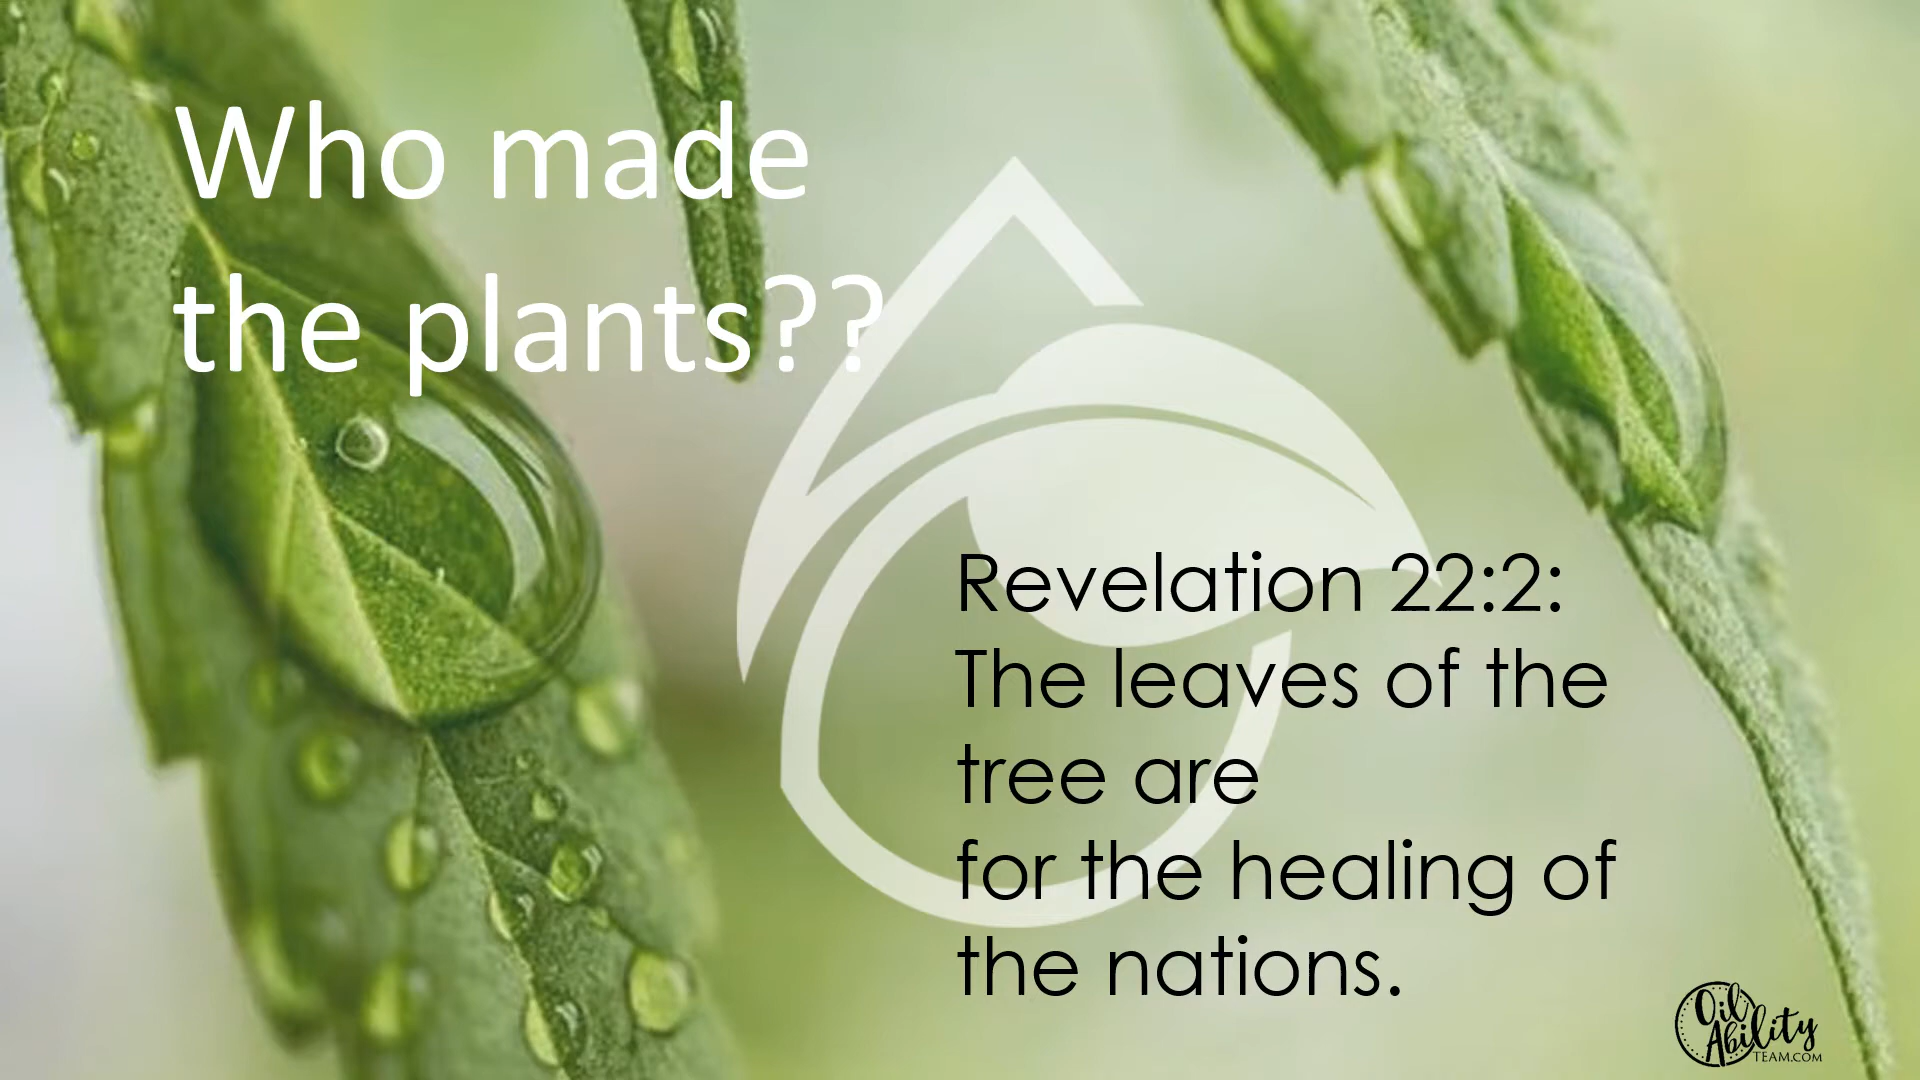 Who made
the plants??
Revelation 22:2:
The leaves of the
tree are
for the healing of
the nations.
Oil
Ability
TEAM.COM